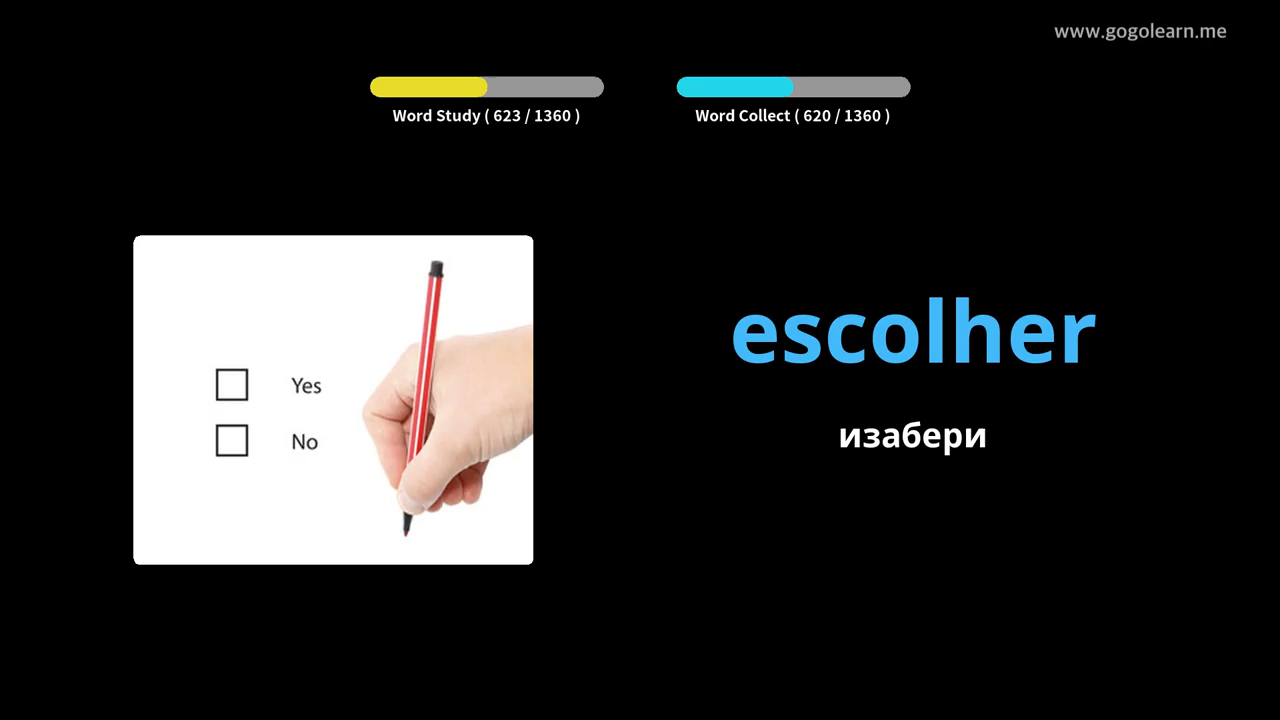 www.gogolearn.me
Word Study ( 623 / 1360 )
Word Collect ( 620 / 1360 )
Yes
No
escolher
изабери